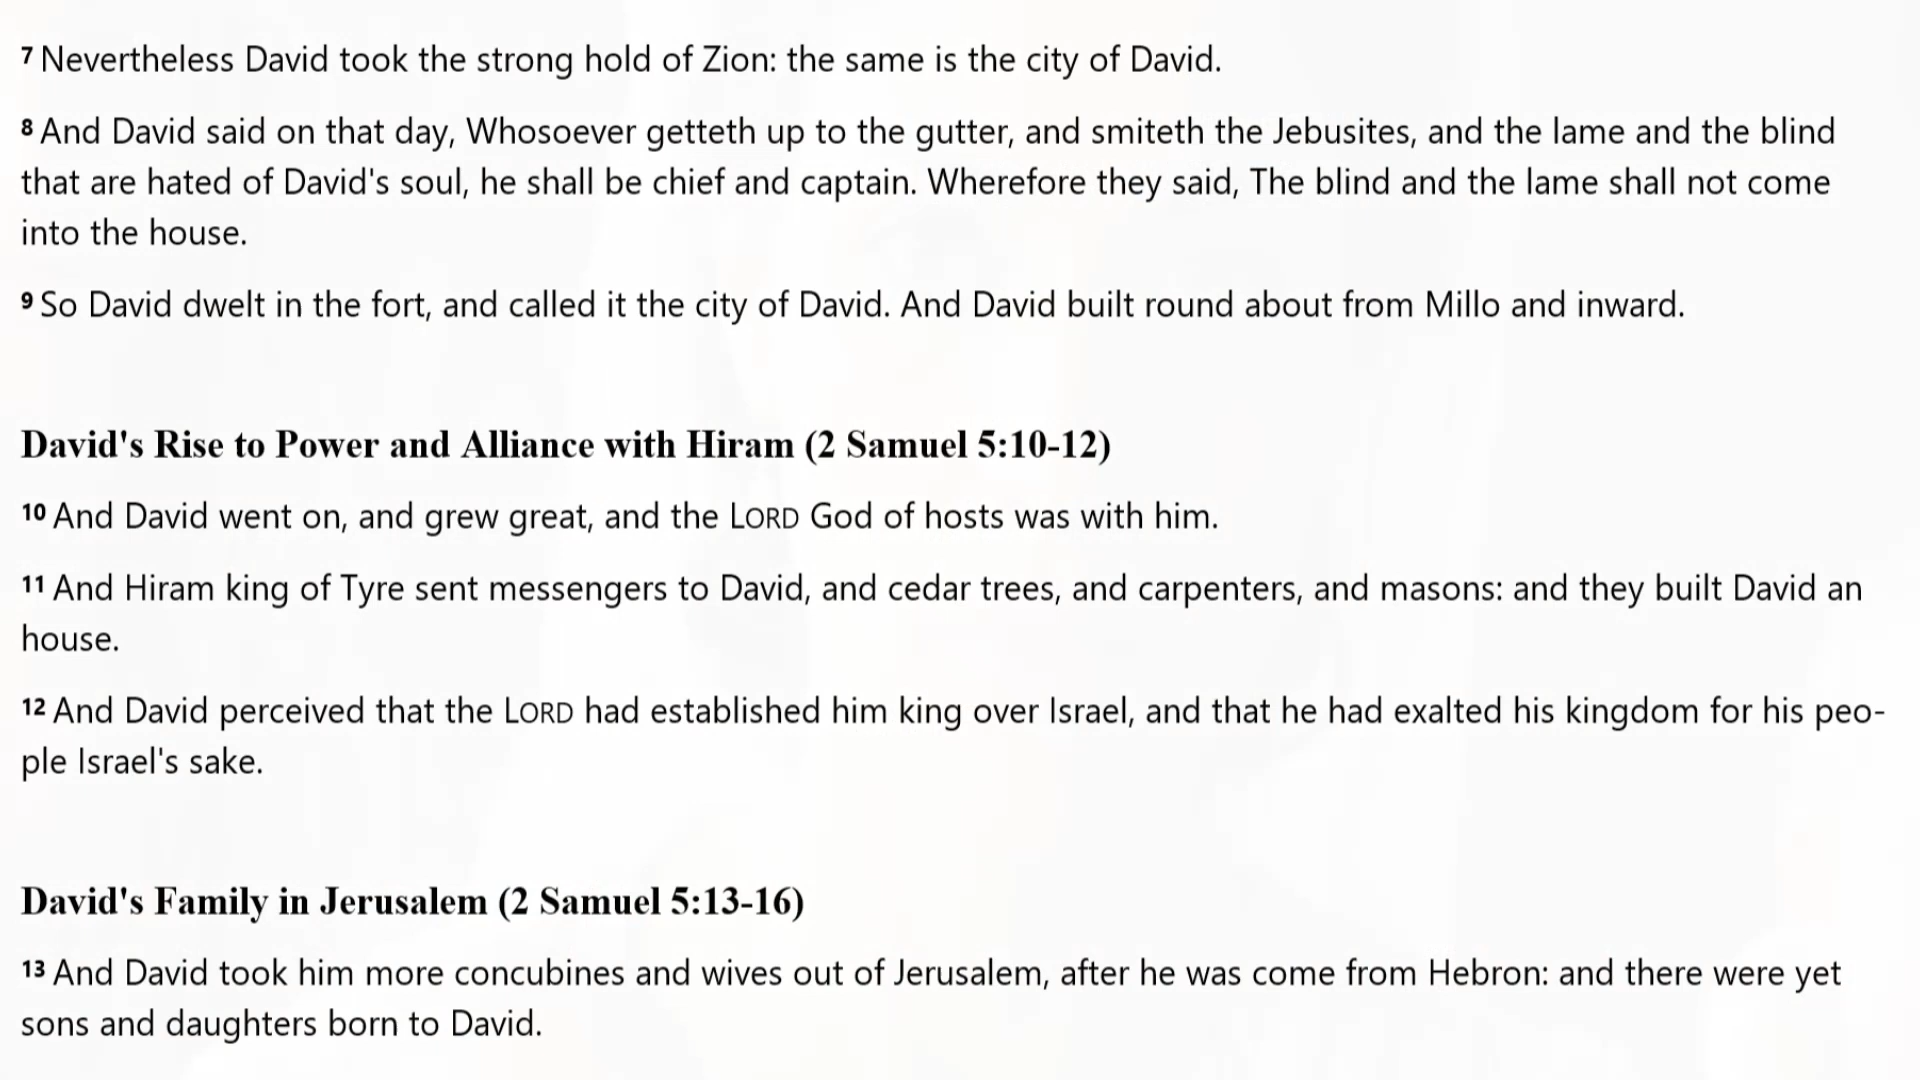 7 Nevertheless David took the strong hold of Zion: the same is the city of David.
8 And David said on that day, Whosoever getteth up to the gutter, and smiteth the Jebusites, and the lame and the blind
that are hated of David's soul, he shall be chief and captain. Wherefore they said, The blind and the lame shall not come
into the house.
9 So David dwelt in the fort, and called it the city of David. And David built round about from Millo and inward.
David's Rise to Power and Alliance with Hiram (2 Samuel 5:10-12)
10 And David went on, and grew great, and the LORD God of hosts was with him.
11 And Hiram king of Tyre sent messengers to David, and cedar trees, and carpenters, and masons: and they built David an
house.
12 And David perceived that the LORD had established him king over Israel, and that he had exalted his kingdom for his peo-
ple Israel's sake.
David's Family in Jerusalem (2 Samuel 5:13-16)
13 And David took him more concubines and wives out of Jerusalem, after he was come from Hebron: and there were yet
sons and daughters born to David.